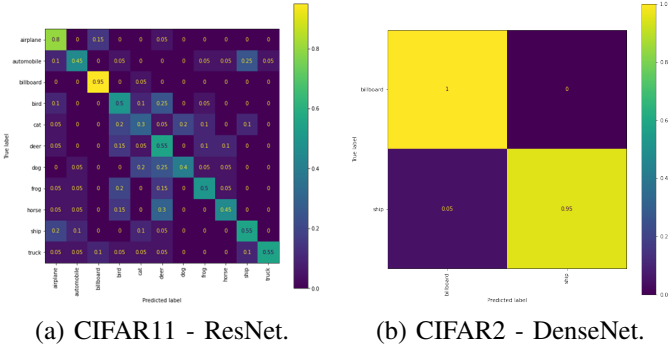 airplane 0.8 0 0.15 0 0 0.05 0 0 0 0 0
automobile 0.1 0.45 0 0.05 0 0 0 0.05 0.05 0.25 0.05
billboard 0 0 0.95 0 0.05 0 0 0 0 0 0
bird 0.1 0 0 0.5 0.1 0.25 0 0.05 0 0 0
cat 0.05 0 0 0.2 0.3 0.05 0.2 0.1 0 0.1 0
deer 0.05 0 0 0.15 0.05 0.55 0 0.1 0.1 0 0
dog 0 0.05 0 0 0.2 0.25 0.4 0.05 0.05 0 0
frog 0.05 0.05 0 0.2 0 0.15 0 0.5 0.05 0 0
horse 0.05 0.05 0 0.15 0 0.3 0 0 0.45 0 0
ship 0.2 0.1 0 0 0.1 0.05 0 0 0 0.55 0
truck 0.05 0.05 0.1 0.05 0.05 0.05 0 0 0 0.1 0.55
True label
airplane automobile billboard bird cat deer dog frog horse ship truck
Predicted label
0.8
0.6
0.4
0.2
0.0
(a) CIFAR11 - ResNet.
billboard 1 0
ship 0.05 0.95
True label
billboard ship
Predicted label
1.0
0.8
0.6
0.4
0.2
0.0
(b) CIFAR2 - DenseNet.